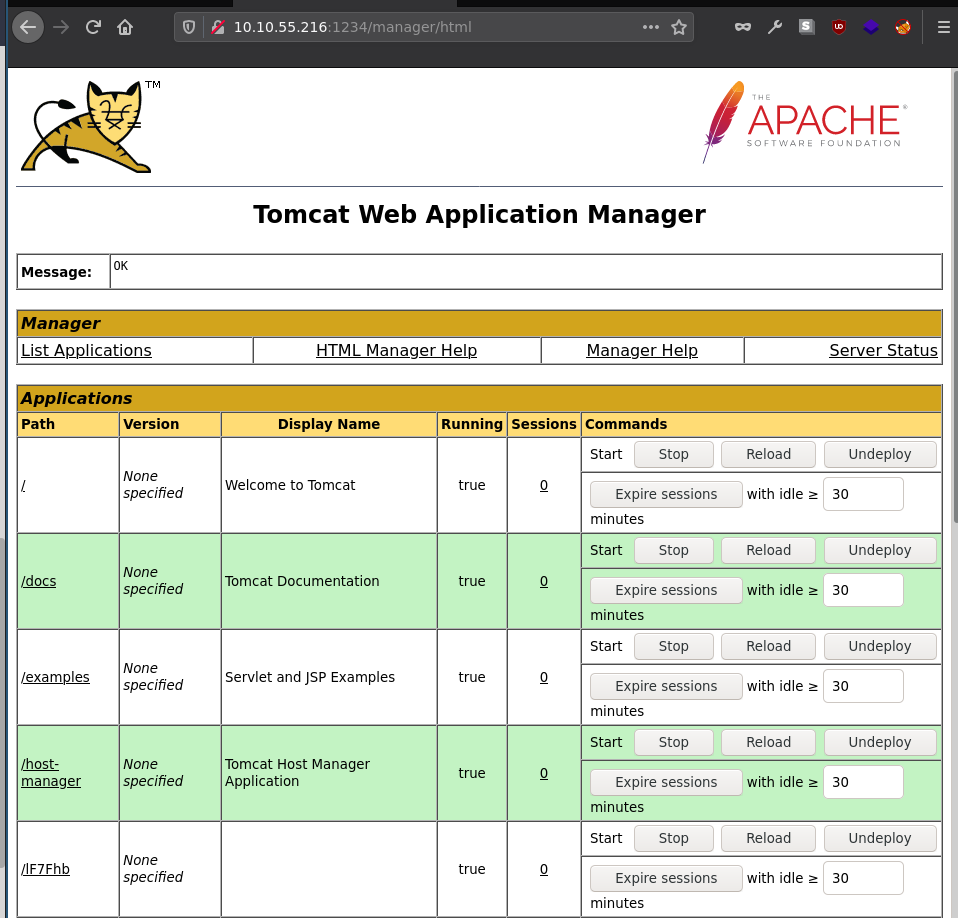 10.10.55.216:1234/manager/html
TM
THE
APACHE®
SOFTWARE FOUNDATION
Tomcat Web Application Manager
Message: OK
Manager
List Applications HTML Manager Help Manager Help Server Status
Applications
Path Version Display Name Running Sessions Commands
/ None specified Welcome to Tomcat true 0 Start Stop Reload Undeploy
Expire sessions with idle ≥ 30
minutes
/docs None specified Tomcat Documentation true 0 Start Stop Reload Undeploy
Expire sessions with idle ≥ 30
minutes
/examples None specified Servlet and JSP Examples true 0 Start Stop Reload Undeploy
Expire sessions with idle ≥ 30
minutes
/host-manager None specified Tomcat Host Manager Application true 0 Start Stop Reload Undeploy
Expire sessions with idle ≥ 30
minutes
/lF7Fhb None specified true 0 Start Stop Reload Undeploy
Expire sessions with idle ≥ 30
minutes